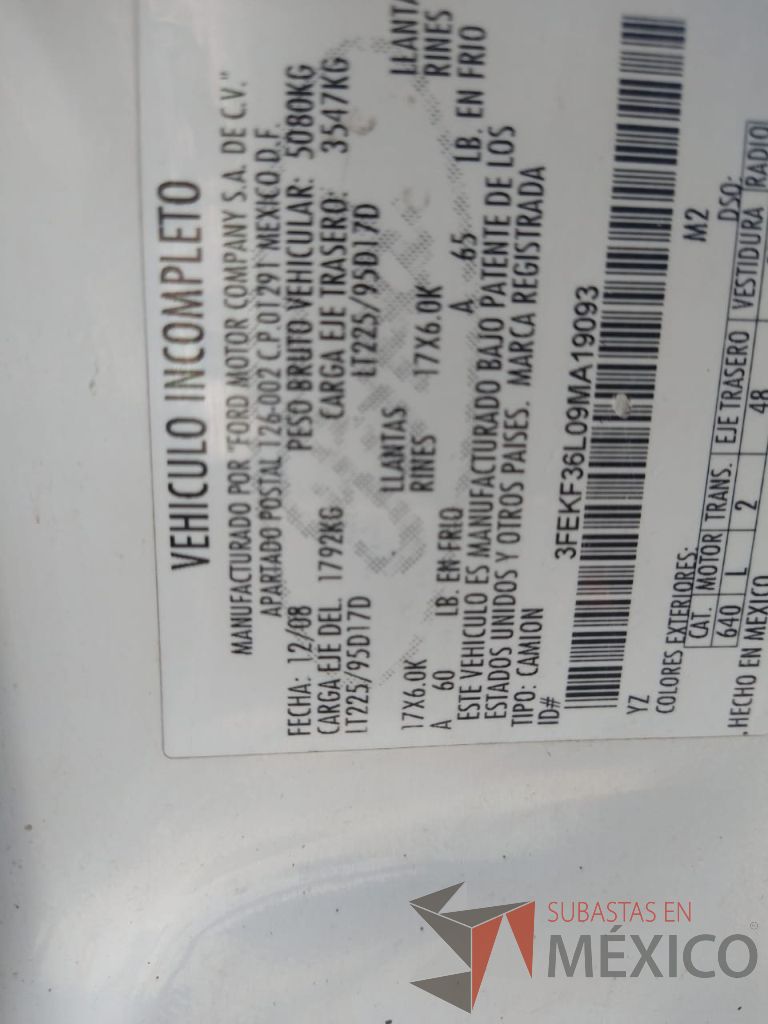 VEHICULO INCOMPLETO
MANUFACTURADO POR "FORD MOTOR COMPANY S.A. DE C.V."
APARTADO POSTAL 126-002 C.P.01291 MEXICO D.F.
FECHA: 12/08 PESO BRUTO VEHICULAR: 5080KG
CARGA EJE DEL. 1792KG CARGA EJE TRASERO: 3547KG
LT225/95D17D LLANTAS LT225/95D17D LLANTA
17X6.0K RINES 17X6.0K RINES
A 60 LB. EN FRIO A 65 LB. EN FRIO
ESTE VEHICULO ES MANUFACTURADO BAJO PATENTE DE LOS
ESTADOS UNIDOS Y OTROS PAISES. MARCA REGISTRADA
TIPO: CAMION
ID# 3FEKF36L09MA19093
YZ
COLORES EXTERIORES: M2 DSO:
CAT. MOTOR TRANS. EJE TRASERO VESTIDURA RADIO
640 L 2 48
HECHO EN MEXICO
SUBASTAS EN
MÉXICO ©